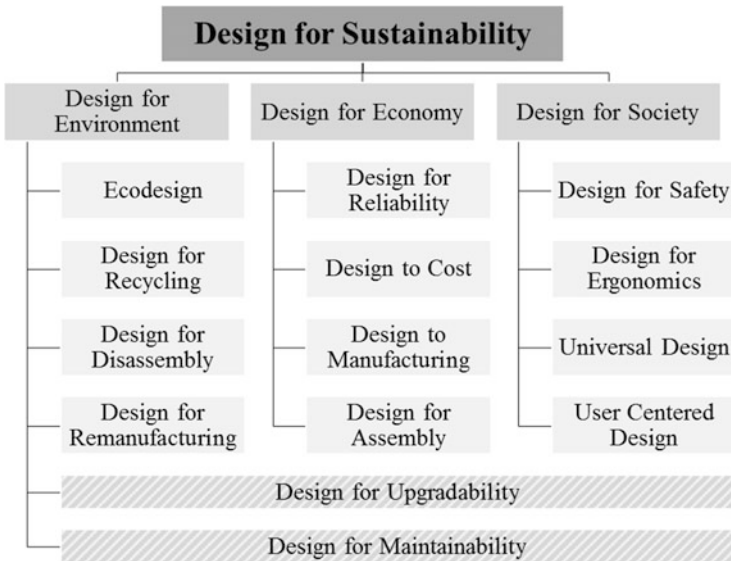 Design for Sustainability
Design for
Environment
Design for Economy
Design for Society
Ecodesign
Design for
Reliability
Design for Safety
Design for
Recycling
Design to Cost
Design for
Ergonomics
Design for
Disassembly
Design to
Manufacturing
Universal Design
Design for
Remanufacturing
Design for
Assembly
User Centered
Design
Design for Upgradability
Design for Maintainability